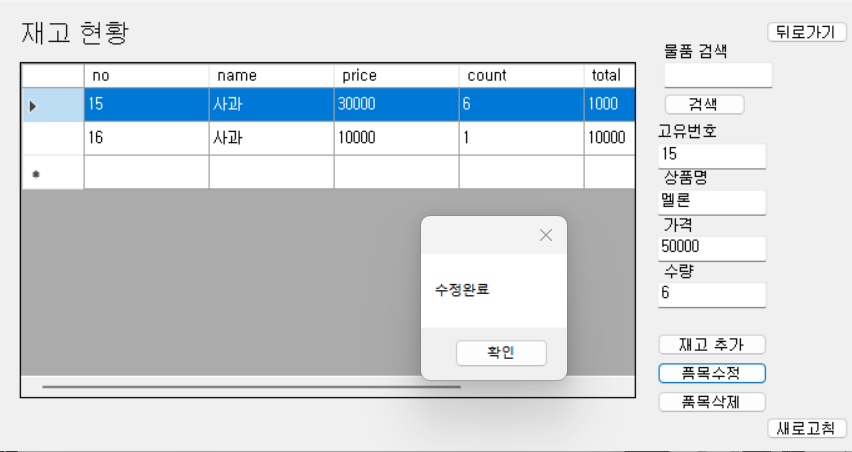 재고 현황
뒤로가기
물품 검색
no name price count total
15 사과 30000 6 1000
16 사과 10000 1 10000
검색
고유번호
15
상품명
멜론
가격
50000
수량
6
수정완료
확인
재고 추가
품목수정
품목삭제
새로고침